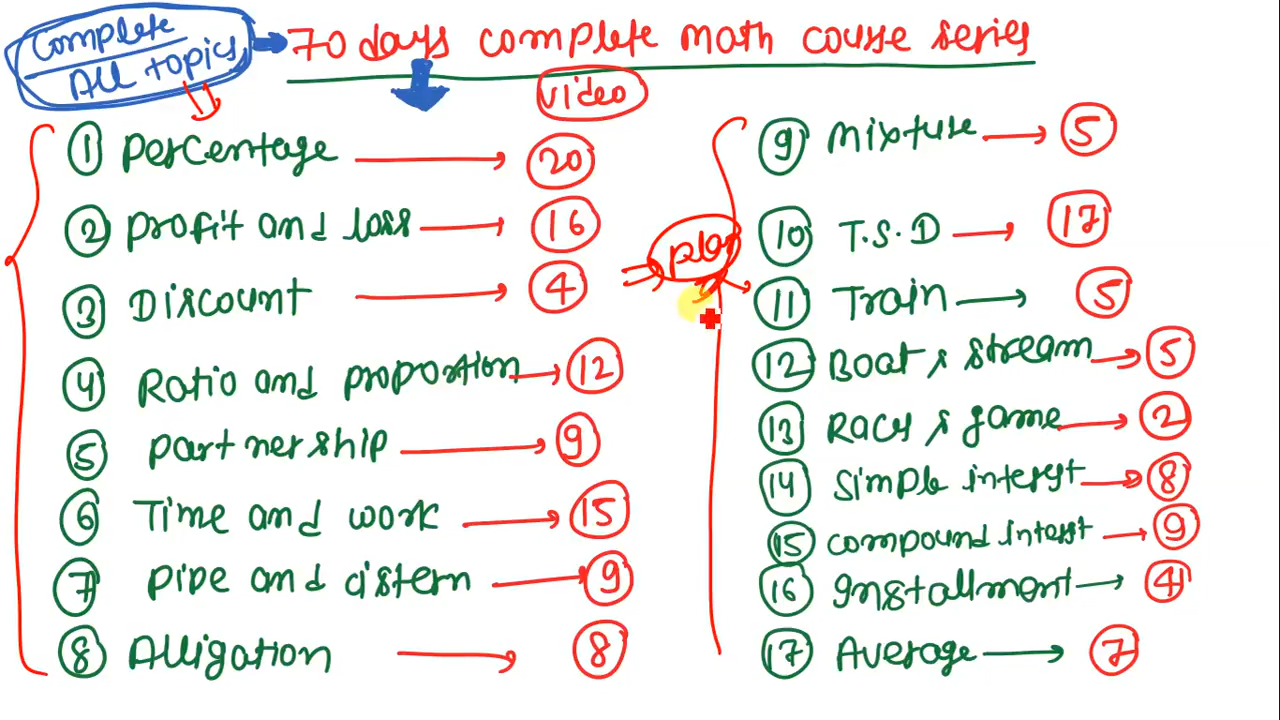 Complete
All topics
70 days complete math course series
video
1 Percentage 20
2 Profit and loss 16
3 Discount 4
4 Ratio and proportion 12
5 partnership 9
6 Time and work 15
7 pipe and cistern 9
8 Alligation 8
plan
9 Mixture 5
10 T.S.D 17
11 Train 5
12 Boat & stream 5
13 Races & game 2
14 Simple interest 8
15 compound interest 9
16 Installment 4
17 Average 7